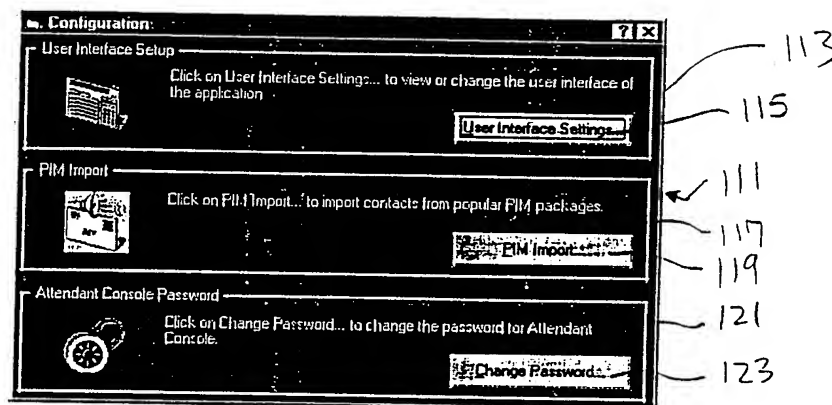 Configuration:
? X
User Interface Setup
Click on User Interface Settings... to view or change the user interface of
the application
User Interface Settings...
PIM Import
Click on PIM Import... to import contacts from popular PIM packages.
PIM Import...
Attendant Console Password
Click on Change Password... to change the password for Attendant
Console.
Change Password...
113
115
111
117
119
121
123